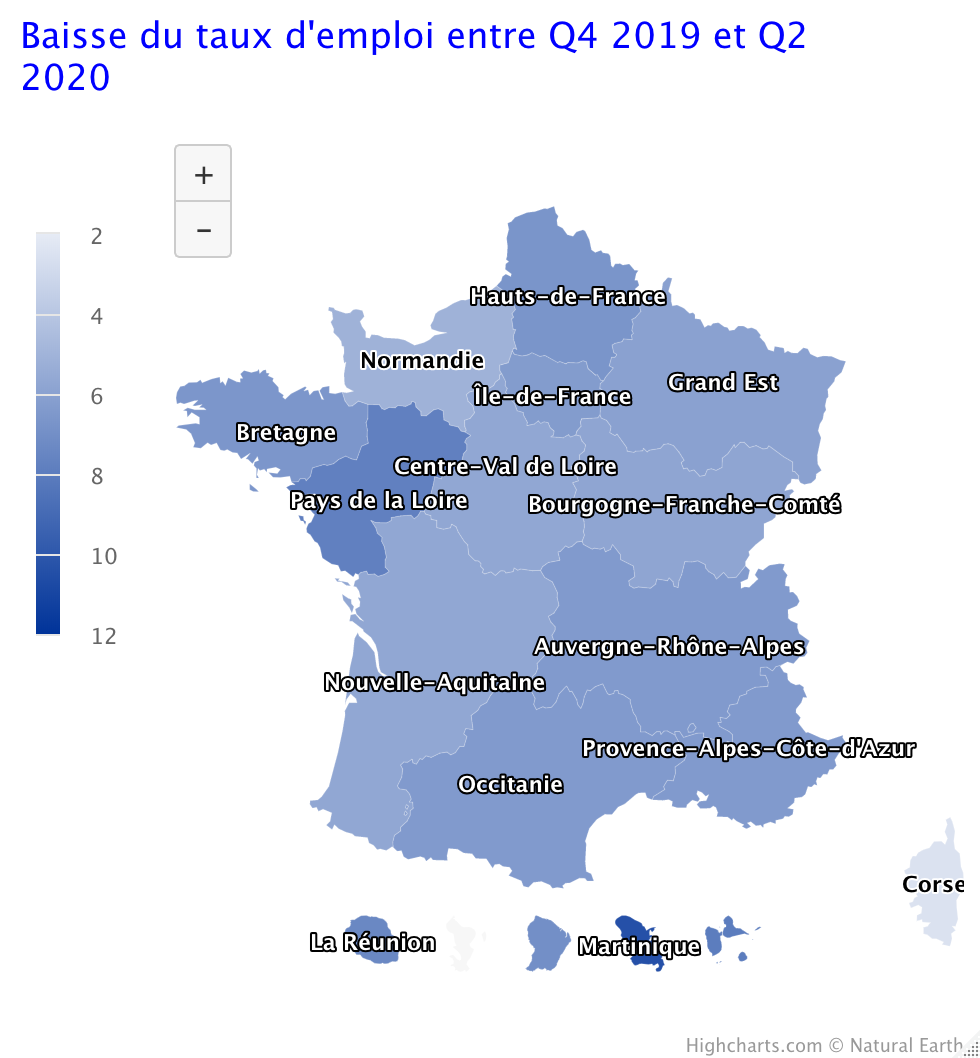 Baisse du taux d'emploi entre Q4 2019 et Q2
2020
+
−
2
4
6
8
10
12
Hauts-de-France
Normandie
Grand Est
Île-de-France
Bretagne
Centre-Val de Loire
Pays de la Loire
Bourgogne-Franche-Comté
Auvergne-Rhône-Alpes
Nouvelle-Aquitaine
Provence-Alpes-Côte-d'Azur
Occitanie
Corse
La Réunion
Martinique
Highcharts.com © Natural Earth